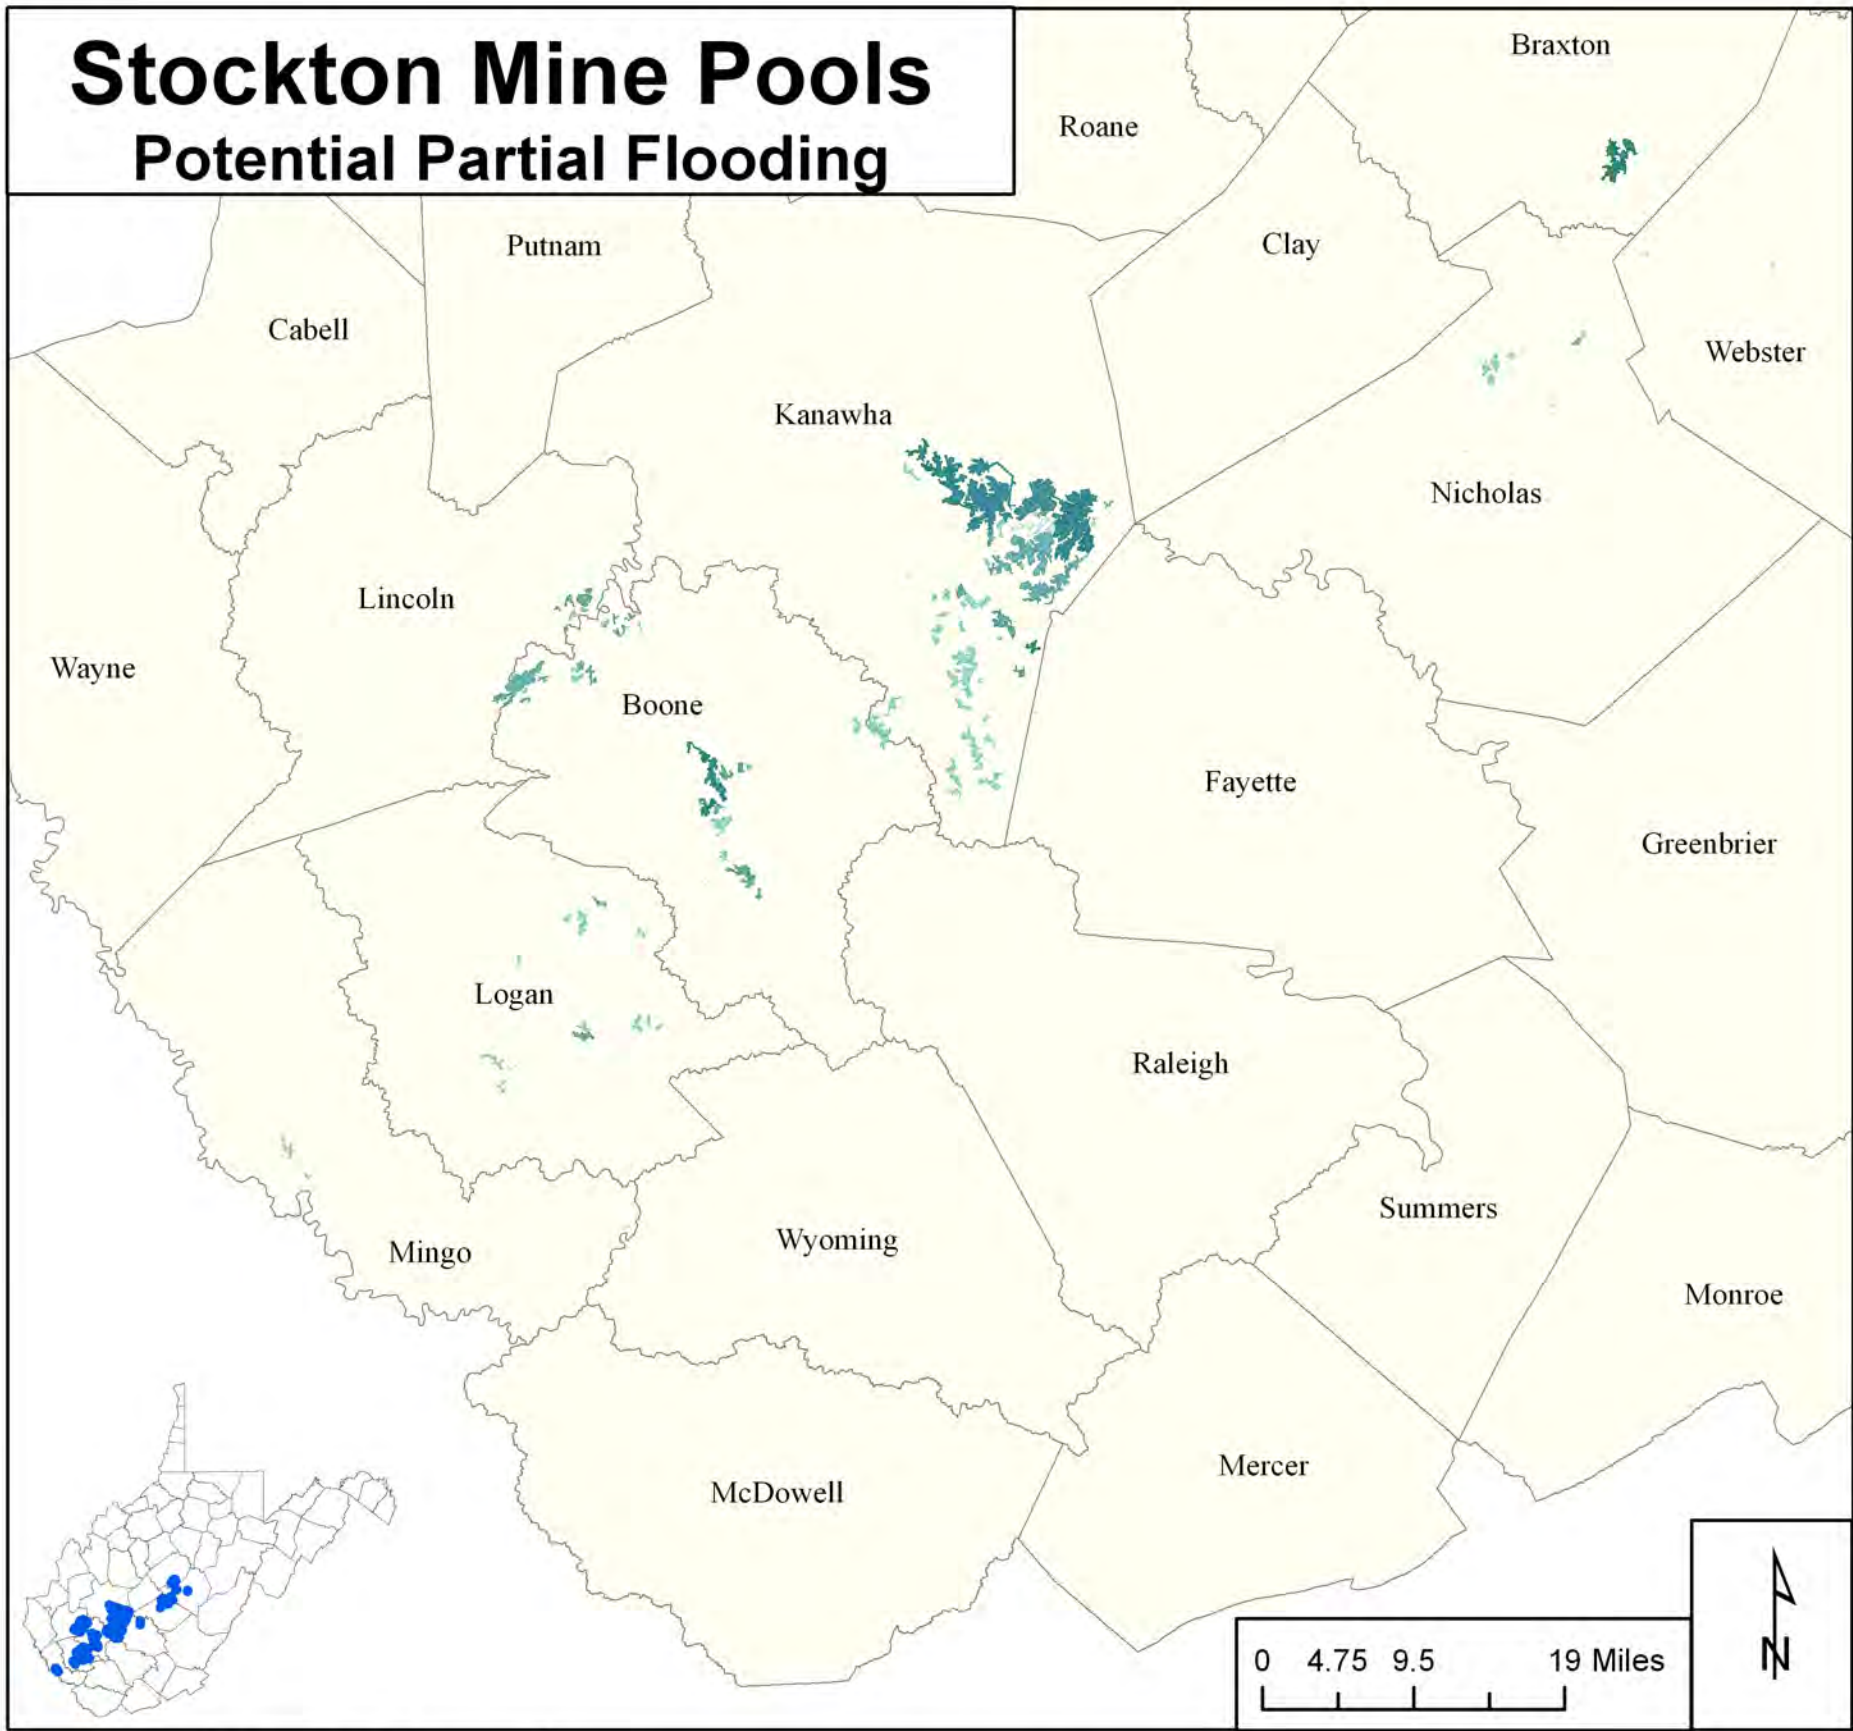 Stockton Mine Pools
Potential Partial Flooding
Braxton
Roane
Clay
Putnam
Cabell
Webster
Kanawha
Nicholas
Lincoln
Wayne
Boone
Fayette
Greenbrier
Logan
Raleigh
Summers
Wyoming
Mingo
Monroe
Mercer
McDowell
0 4.75 9.5 19 Miles
N